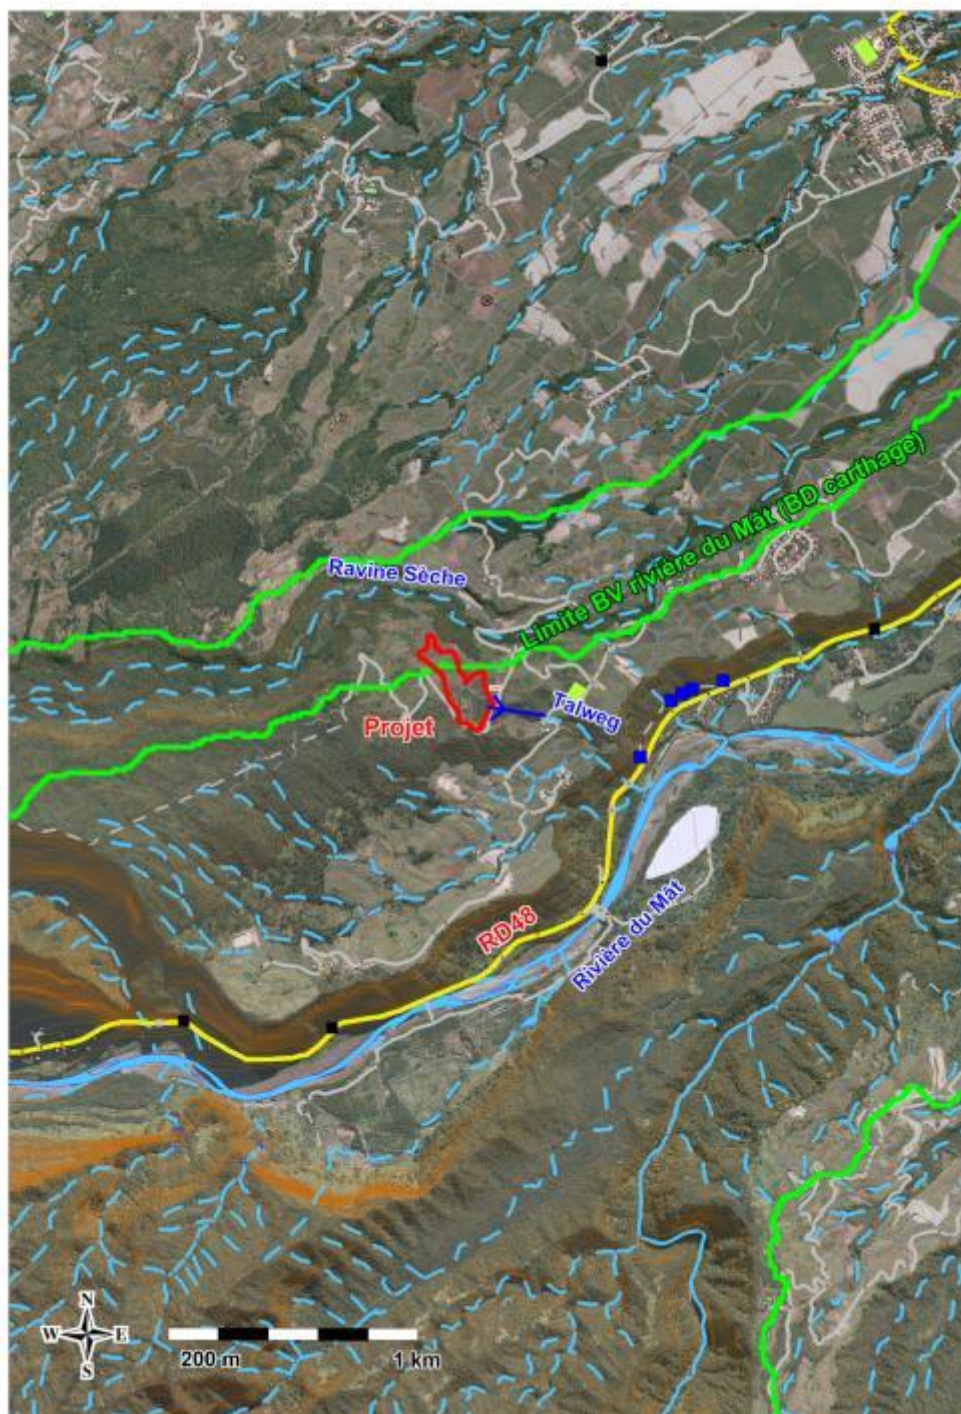 Ravine Sèche
Limite BV rivière du Mât (BD carthage)
Projet
Talweg
RD48
Rivière du Mât
N
W
E
S
200 m
1 km